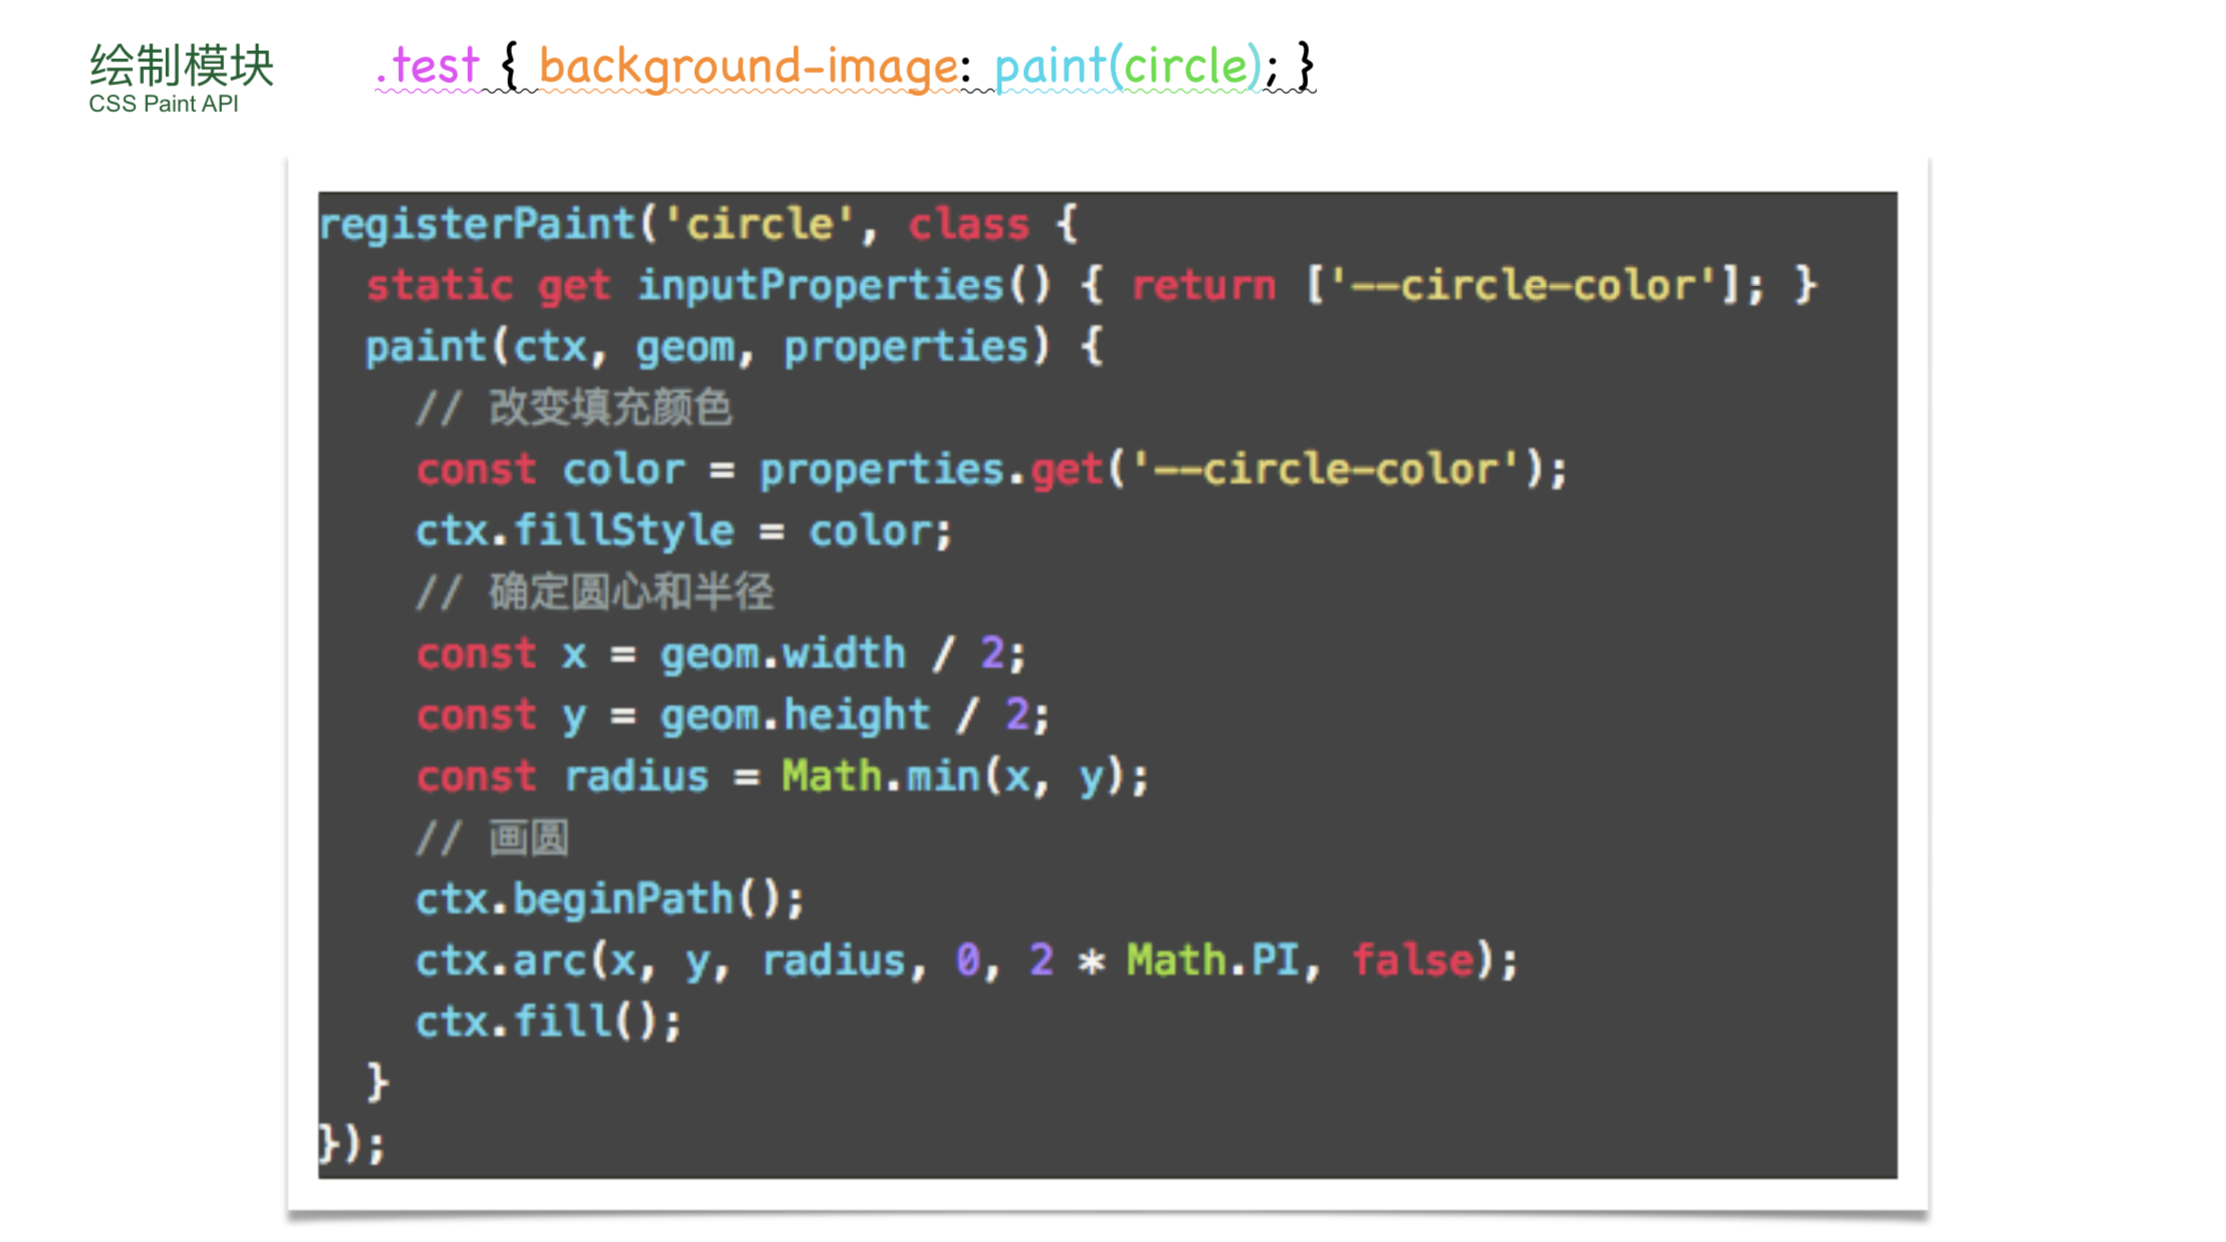 绘制模块
CSS Paint API
.test { background-image: paint(circle); }
registerPaint('circle', class {
  static get inputProperties() { return ['--circle-color']; }
  paint(ctx, geom, properties) {
    // 改变填充颜色
    const color = properties.get('--circle-color');
    ctx.fillStyle = color;
    // 确定圆心和半径
    const x = geom.width / 2;
    const y = geom.height / 2;
    const radius = Math.min(x, y);
    // 画圆
    ctx.beginPath();
    ctx.arc(x, y, radius, 0, 2 * Math.PI, false);
    ctx.fill();
  }
});